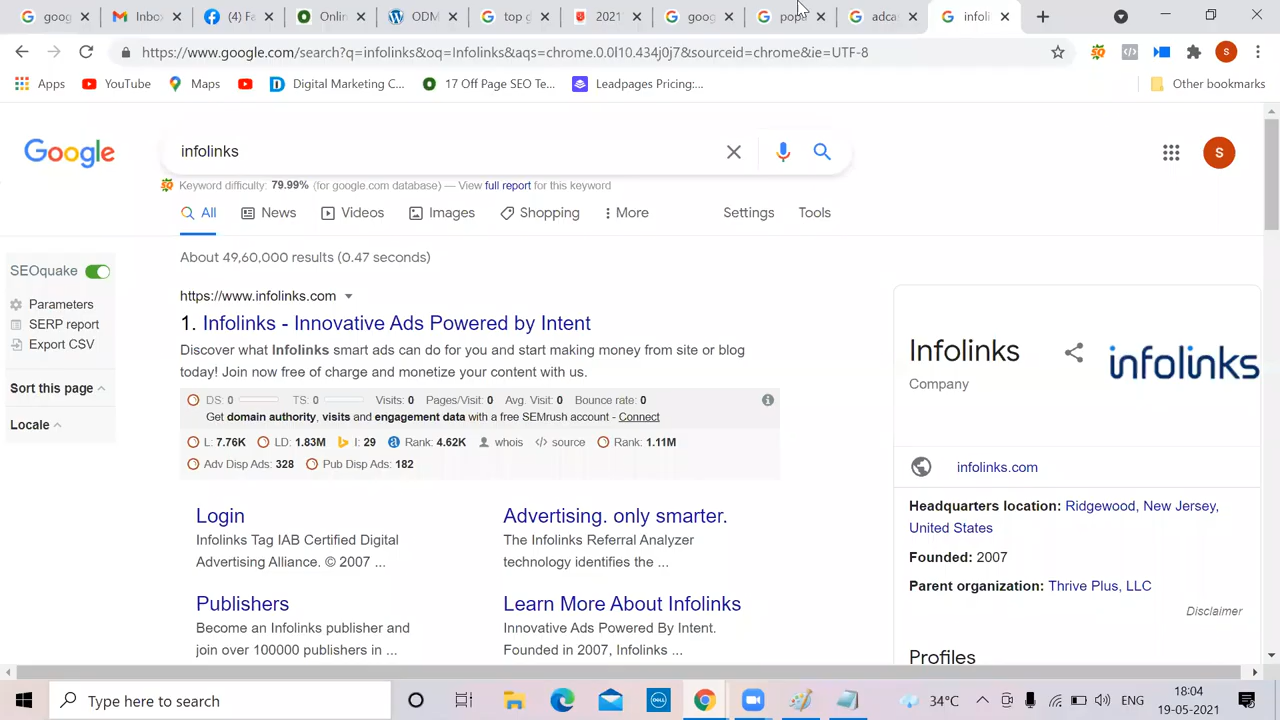 goog
Inbo
(4) Fa
Onlin
ODM
top g
2021
goog
popu
adca
infoli
https://www.google.com/search?q=infolinks&oq=Infolinks&aqs=chrome.0.0l10.434j0j7&sourceid=chrome&ie=UTF-8
S
Apps
YouTube
Maps
Digital Marketing C...
17 Off Page SEO Te...
Leadpages Pricing:...
Other bookmarks
Google
infolinks
S
Keyword difficulty: 79.99% (for google.com database) — View full report for this keyword
All
News
Videos
Images
Shopping
More
Settings
Tools
About 49,60,000 results (0.47 seconds)
SEOquake
Parameters
SERP report
Export CSV
Sort this page
Locale
https://www.infolinks.com
1. Infolinks - Innovative Ads Powered by Intent
Discover what Infolinks smart ads can do for you and start making money from site or blog
today! Join now free of charge and monetize your content with us.
DS: 0 TS: 0 Visits: 0 Pages/Visit: 0 Avg. Visit: 0 Bounce rate: 0
Get domain authority, visits and engagement data with a free SEMrush account - Connect
L: 7.76K LD: 1.83M I: 29 Rank: 4.62K whois source Rank: 1.11M
Adv Disp Ads: 328 Pub Disp Ads: 182
Login
Infolinks Tag IAB Certified Digital
Advertising Alliance. © 2007 ...
Advertising. only smarter.
The Infolinks Referral Analyzer
technology identifies the ...
Publishers
Become an Infolinks publisher and
join over 100000 publishers in ...
Learn More About Infolinks
Innovative Ads Powered By Intent.
Founded in 2007, Infolinks ...
Infolinks
Company
infolinks
infolinks.com
Headquarters location: Ridgewood, New Jersey,
United States
Founded: 2007
Parent organization: Thrive Plus, LLC
Disclaimer
Profiles
Type here to search
DELL
34°C
ENG
18:04
19-05-2021